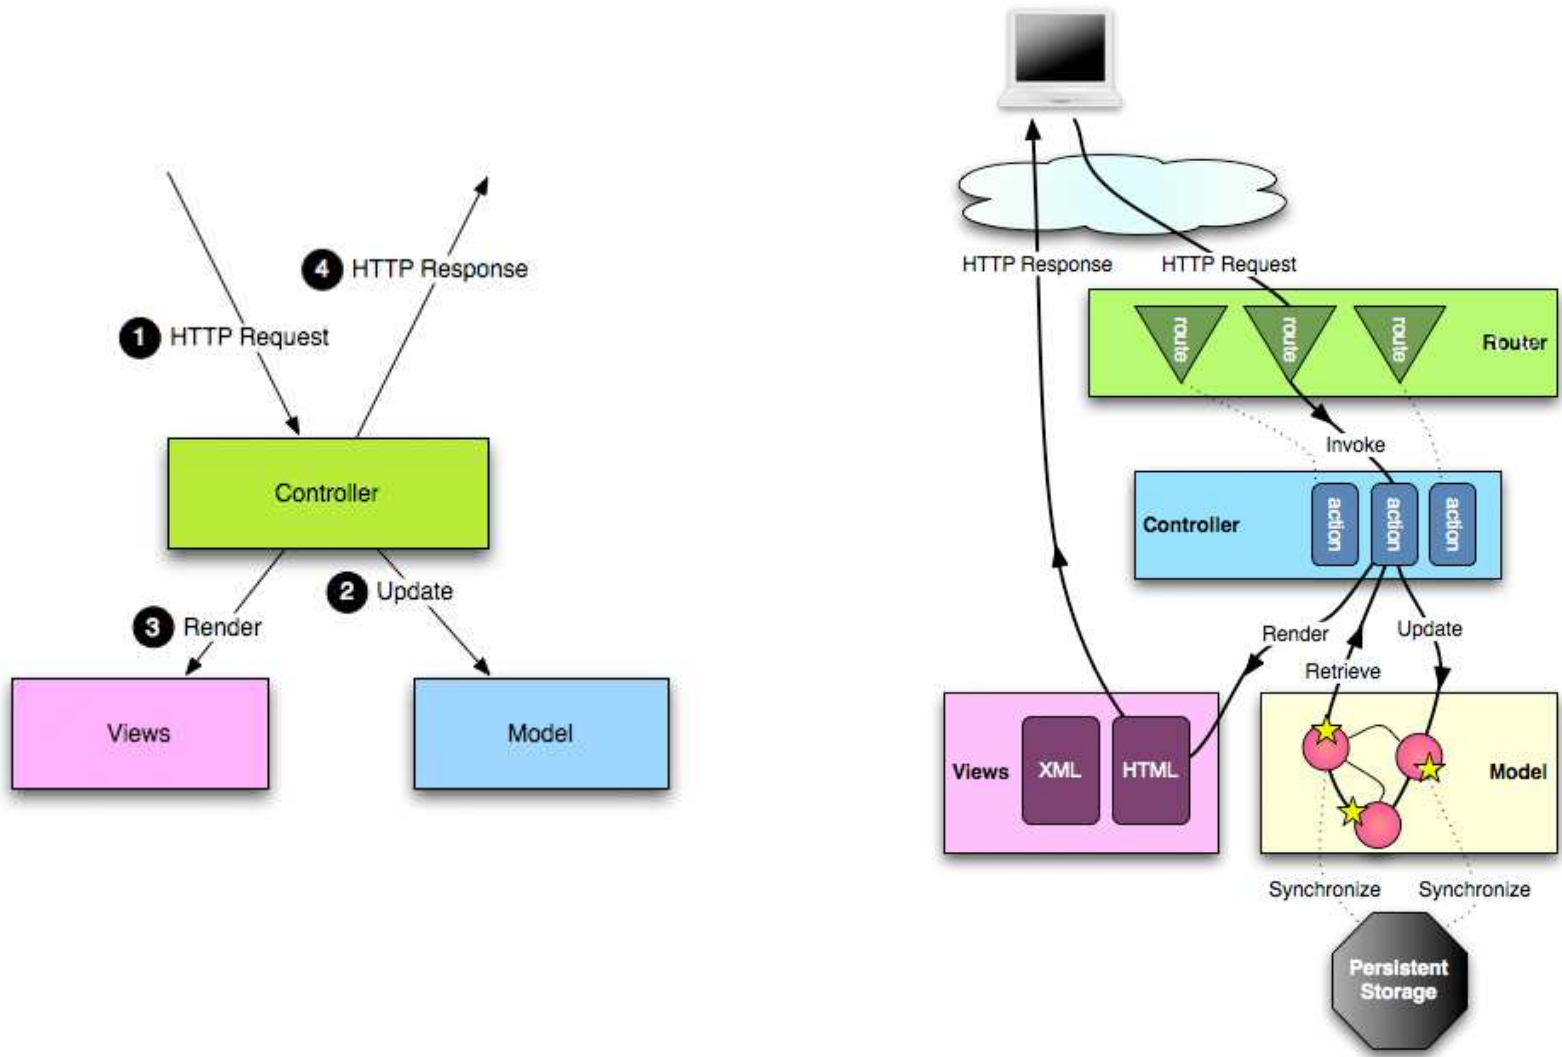 4 HTTP Response
1 HTTP Request
Controller
2 Update
3 Render
Views
Model
HTTP Response
HTTP Request
route
route
route
Router
Invoke
Controller
action
action
action
Render
Update
Retrieve
Views
XML
HTML
Model
Synchronize
Synchronize
Persistent
Storage